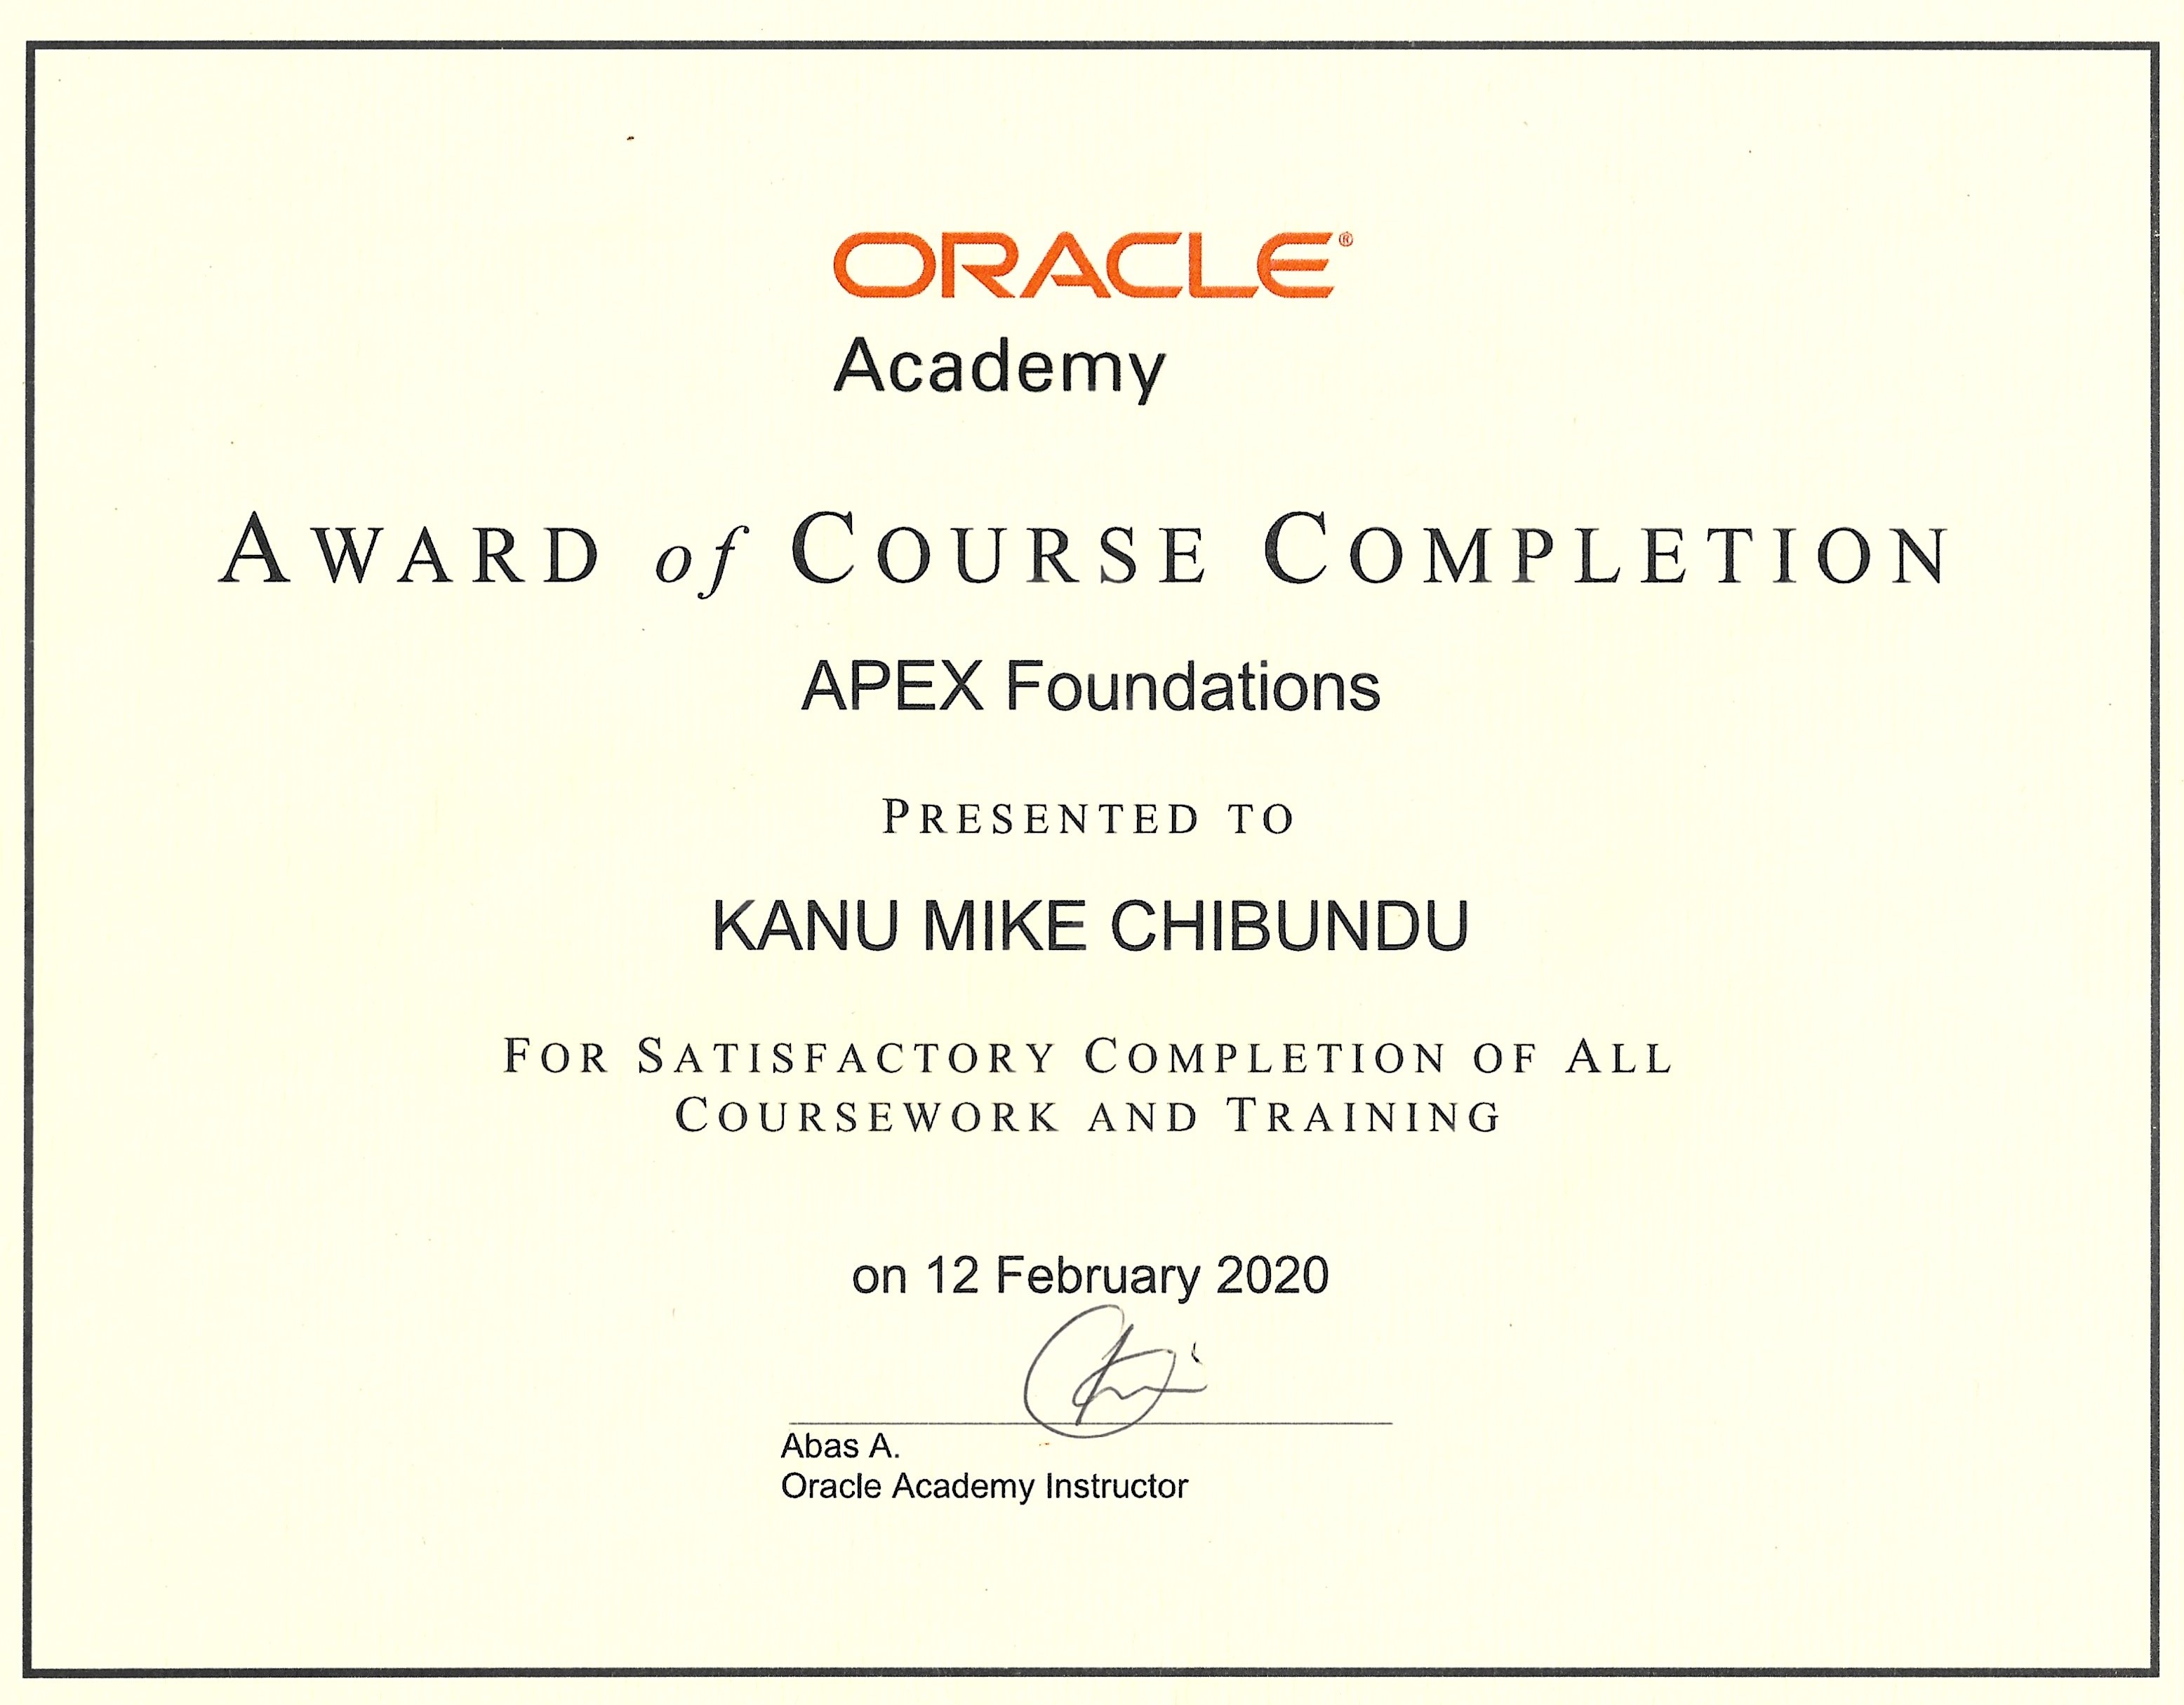 ORACLE®
Academy
AWARD of COURSE COMPLETION
APEX Foundations
PRESENTED TO
KANU MIKE CHIBUNDU
FOR SATISFACTORY COMPLETION OF ALL
COURSEWORK AND TRAINING
on 12 February 2020
Abas A.
Oracle Academy Instructor